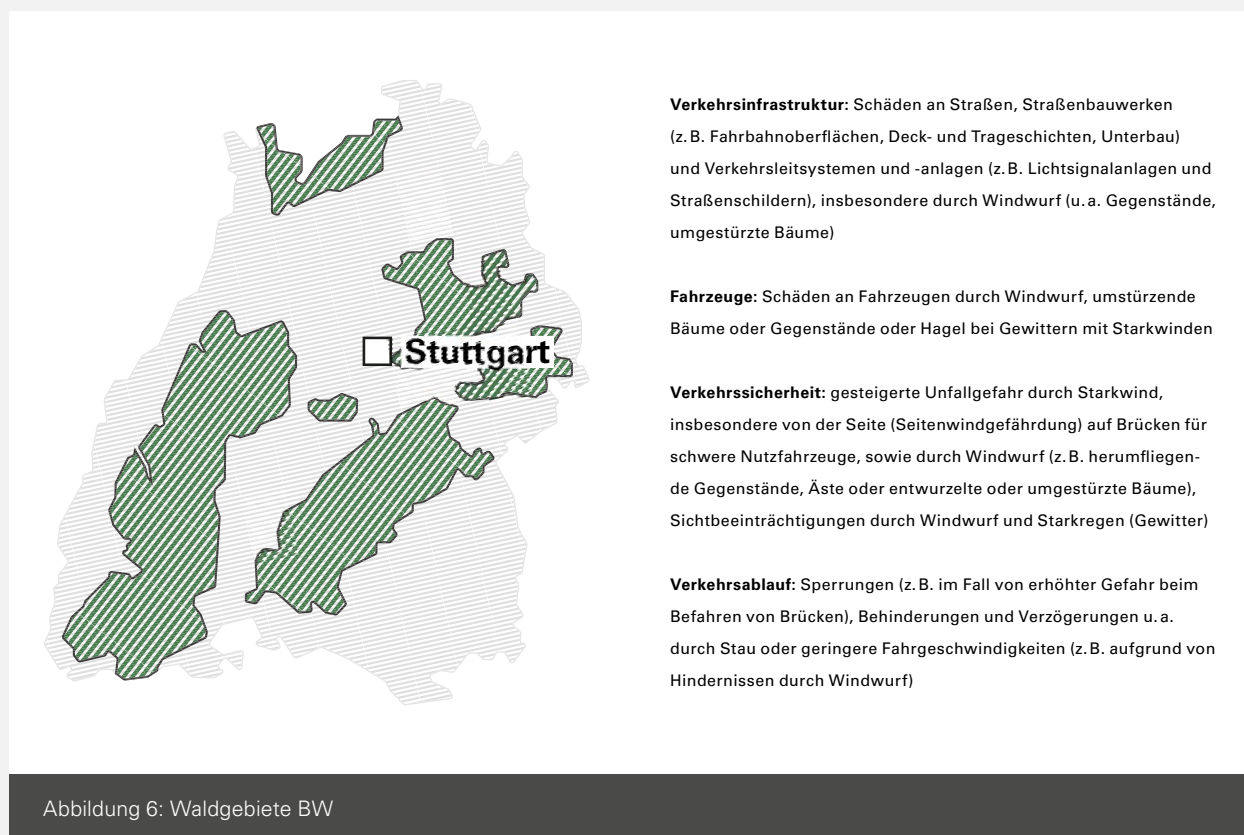 Stuttgart
Verkehrsinfrastruktur: Schäden an Straßen, Straßenbauwerken
(z.B. Fahrbahnoberflächen, Deck- und Trageschichten, Unterbau)
und Verkehrsleitsystemen und -anlagen (z.B. Lichtsignalanlagen und
Straßenschildern), insbesondere durch Windwurf (u.a. Gegenstände,
umgestürzte Bäume)
Fahrzeuge: Schäden an Fahrzeugen durch Windwurf, umstürzende
Bäume oder Gegenstände oder Hagel bei Gewittern mit Starkwinden
Verkehrssicherheit: gesteigerte Unfallgefahr durch Starkwind,
insbesondere von der Seite (Seitenwindgefährdung) auf Brücken für
schwere Nutzfahrzeuge, sowie durch Windwurf (z.B. herumfliegen-
de Gegenstände, Äste oder entwurzelte oder umgestürzte Bäume),
Sichtbeeinträchtigungen durch Windwurf und Starkregen (Gewitter)
Verkehrsablauf: Sperrungen (z.B. im Fall von erhöhter Gefahr beim
Befahren von Brücken), Behinderungen und Verzögerungen u.a.
durch Stau oder geringere Fahrgeschwindigkeiten (z.B. aufgrund von
Hindernissen durch Windwurf)
Abbildung 6: Waldgebiete BW